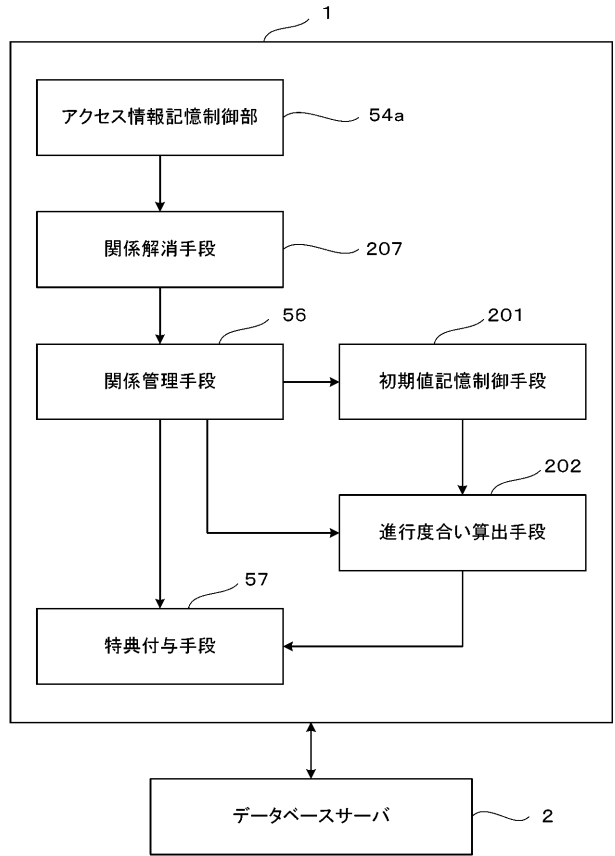 1
アクセス情報記憶制御部
54a
関係解消手段
207
56
201
関係管理手段
初期値記憶制御手段
202
進行度合い算出手段
57
特典付与手段
データベースサーバ
2